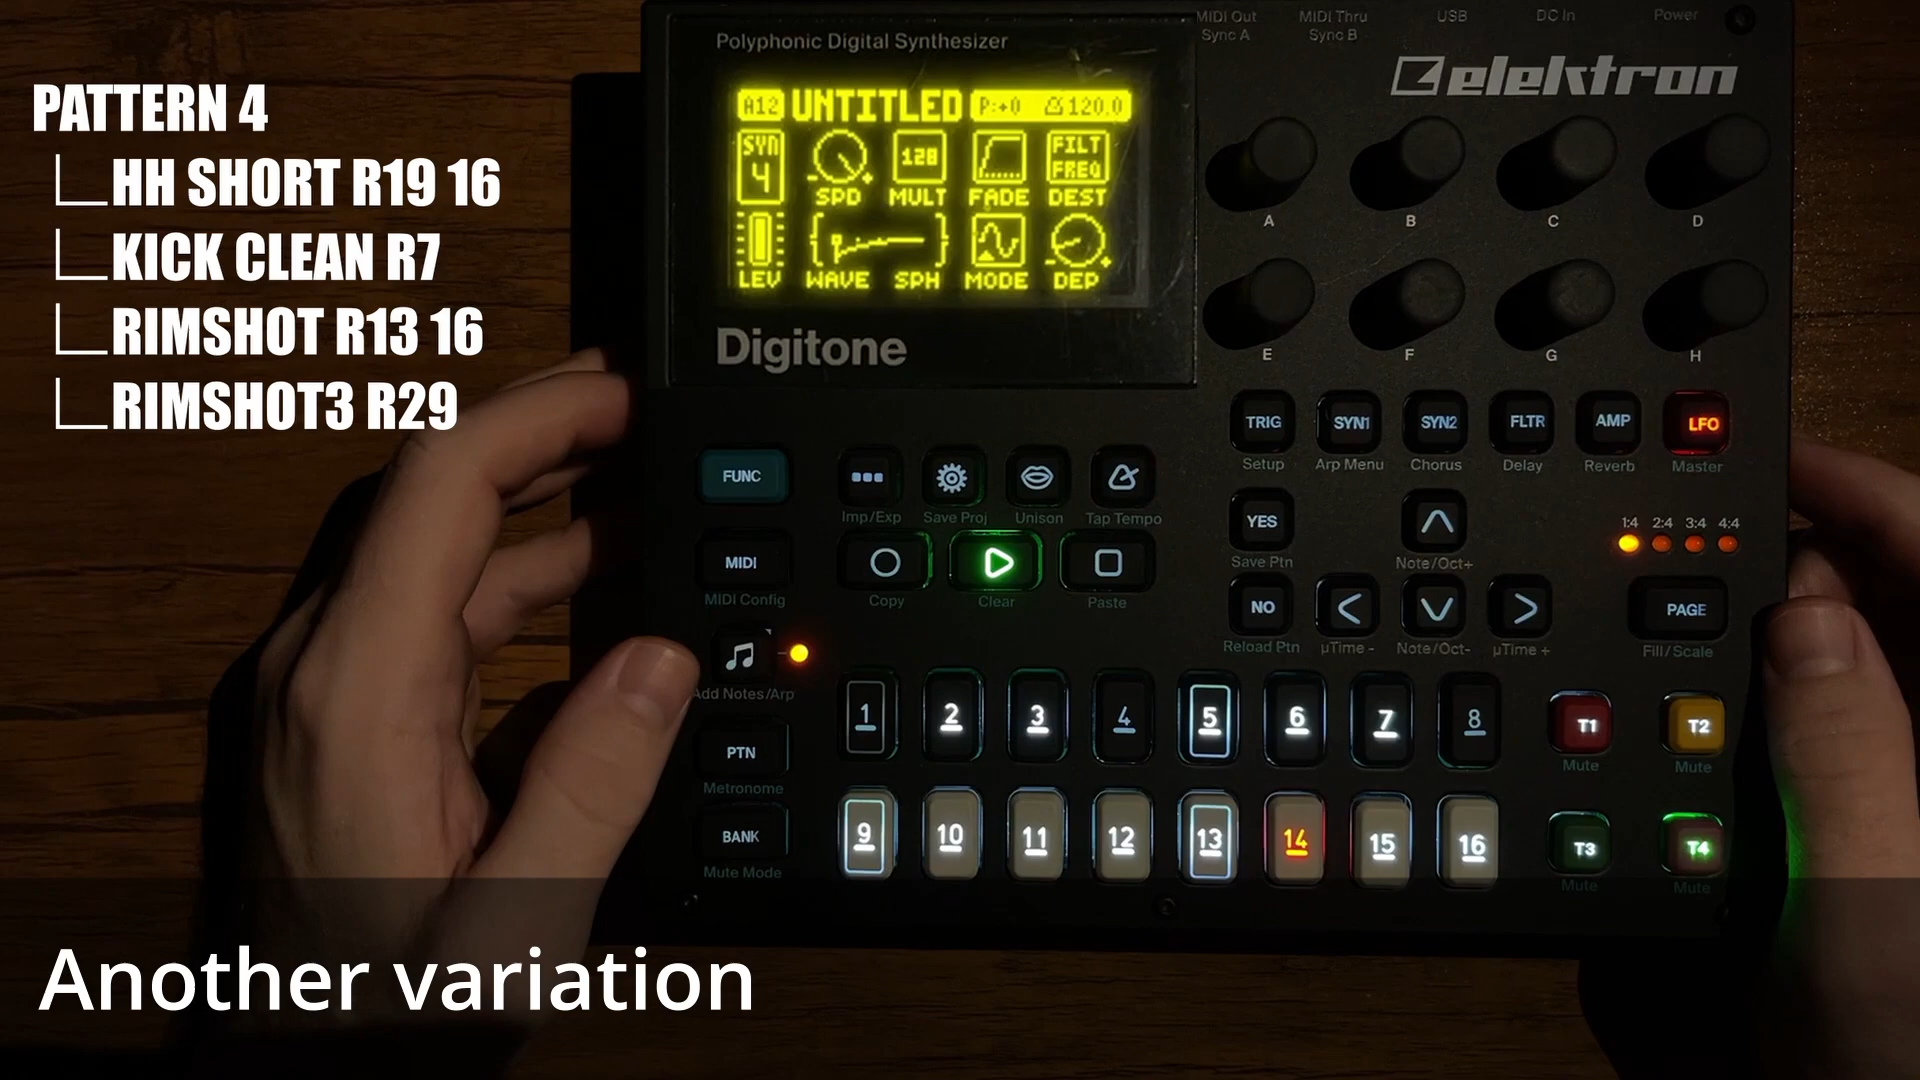 Polyphonic Digital Synthesizer
MIDI Out MIDI Thru USB DC In Power
Sync A Sync B
elektron
PATTERN 4
HH SHORT R19 16
KICK CLEAN R7
RIMSHOT R13 16
RIMSHOT3 R29
A12 UNTITLED P:+0 120.0
SYN 4 128 FILT FREQ
SPD MULT FADE DEST
LEV WAVE SPH MODE DEP
Digitone
A B C D
E F G H
TRIG SYN1 SYN2 FLTR AMP LFO
Setup Arp Menu Chorus Delay Reverb Master
FUNC
Imp/Exp Save Proj Unison Tap Tempo
YES
Save Ptn Note/Oct+
1:4 2:4 3:4 4:4
MIDI
MIDI Config Copy Clear Paste
NO PAGE
Reload Ptn µTime - Note/Oct- µTime + Fill/Scale
Add Notes/Arp
1 2 3 4 5 6 7 8 T1 T2
Mute Mute
PTN
Metronome
9 10 11 12 13 14 15 16 T3 T4
Mute Mute
BANK
Mute Mode
Another variation